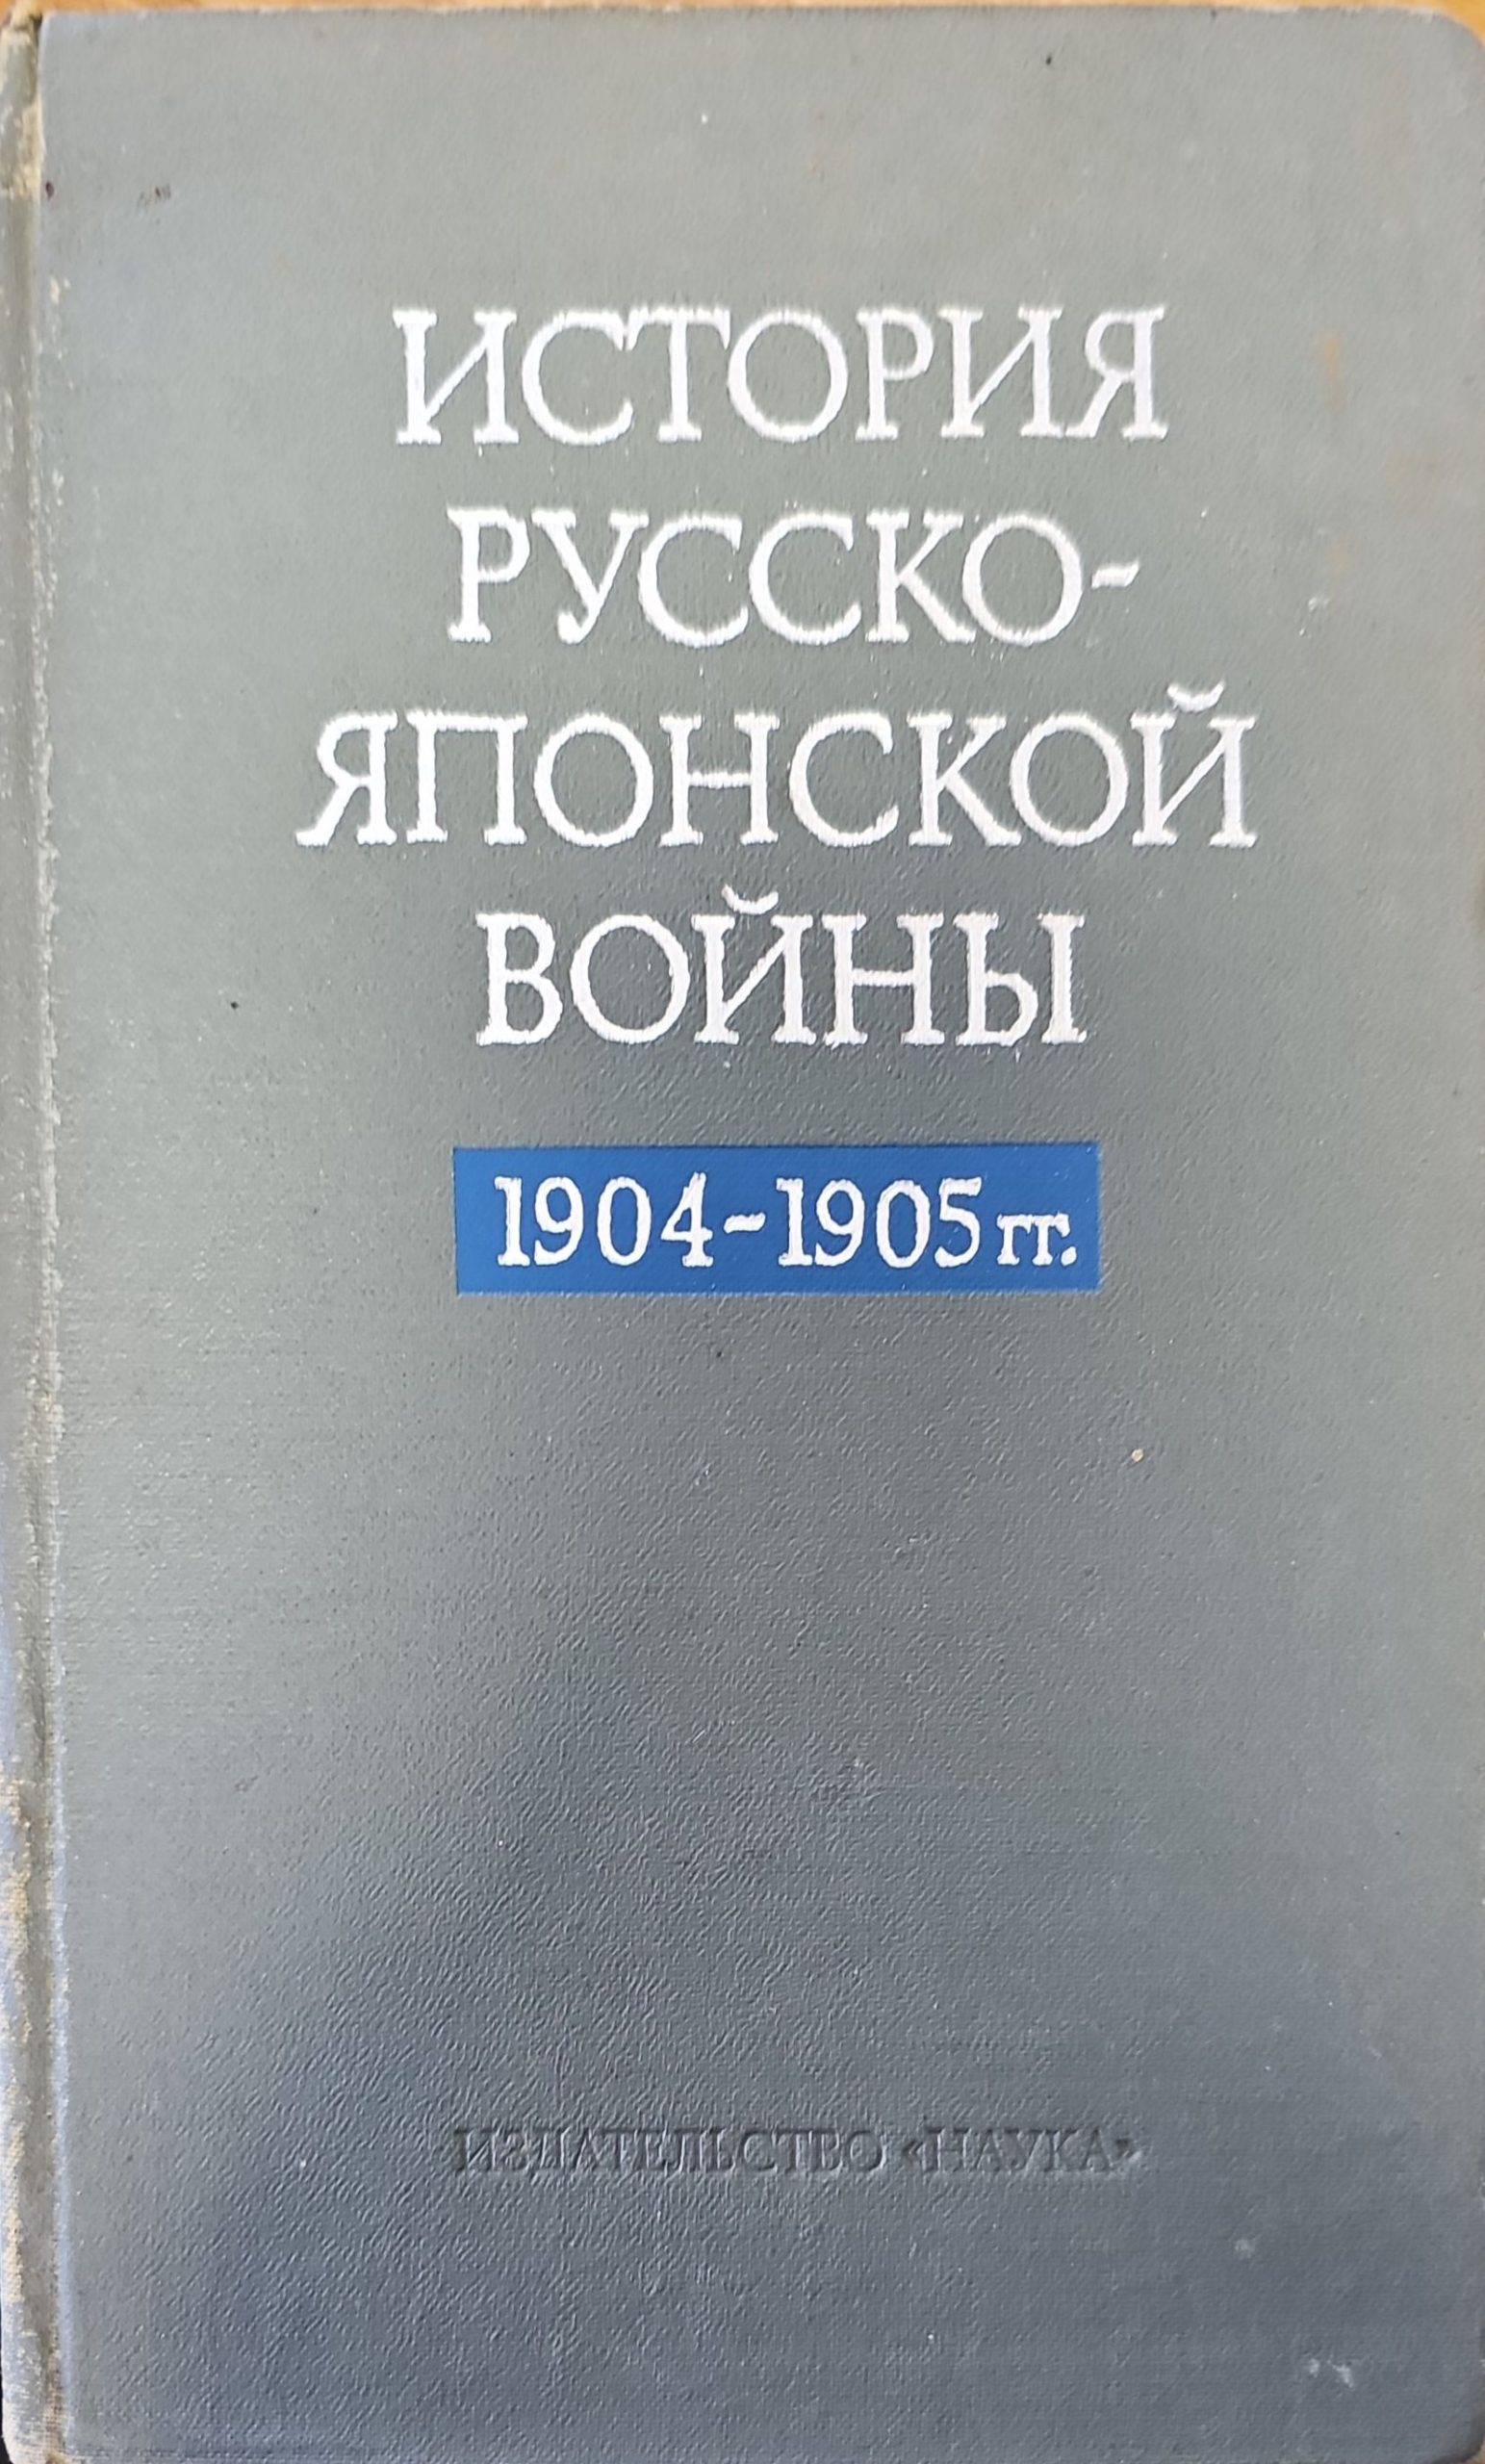 ИСТОРИЯ
РУССКО-
ЯПОНСКОЙ
ВОЙНЫ
1904-1905 гг.
ИЗДАТЕЛЬСТВО «НАУКА»